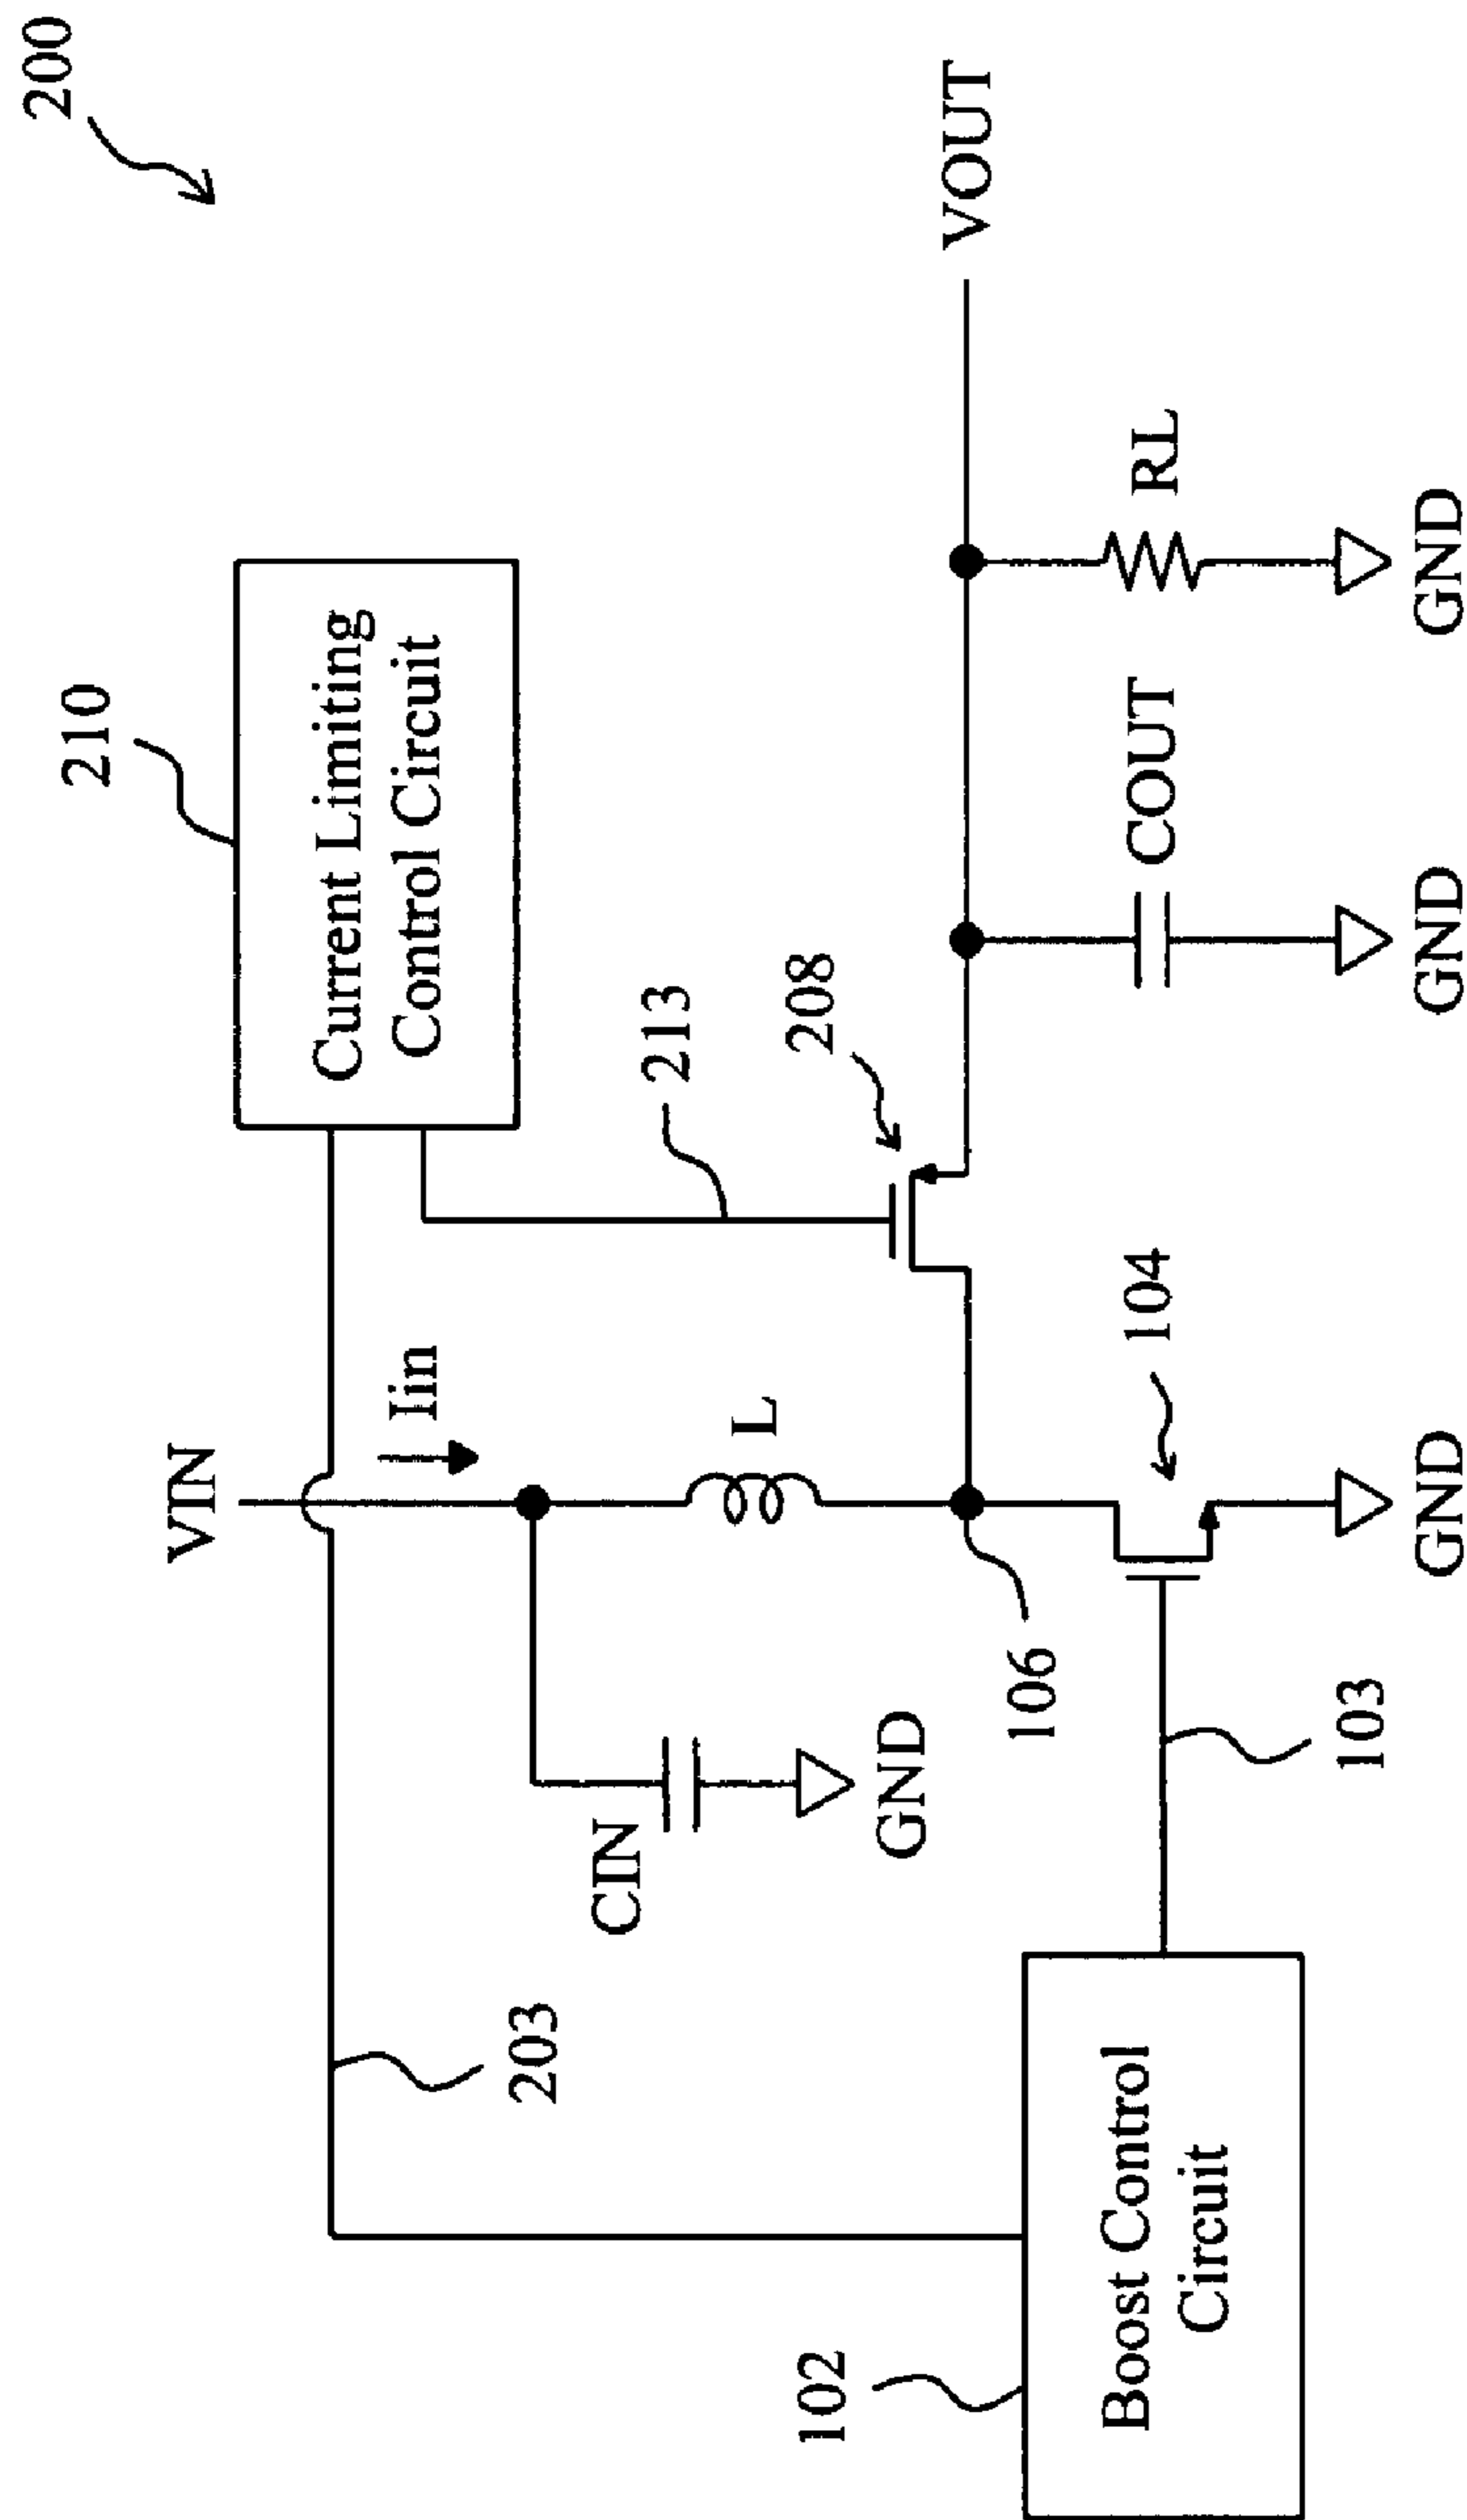 200
VIN
210
Current Limiting
Control Circuit
Iin
203
CIN
GND
L
213
208
VOUT
106
102
Boost Control
Circuit
103
104
COUT
RL
GND
GND
GND